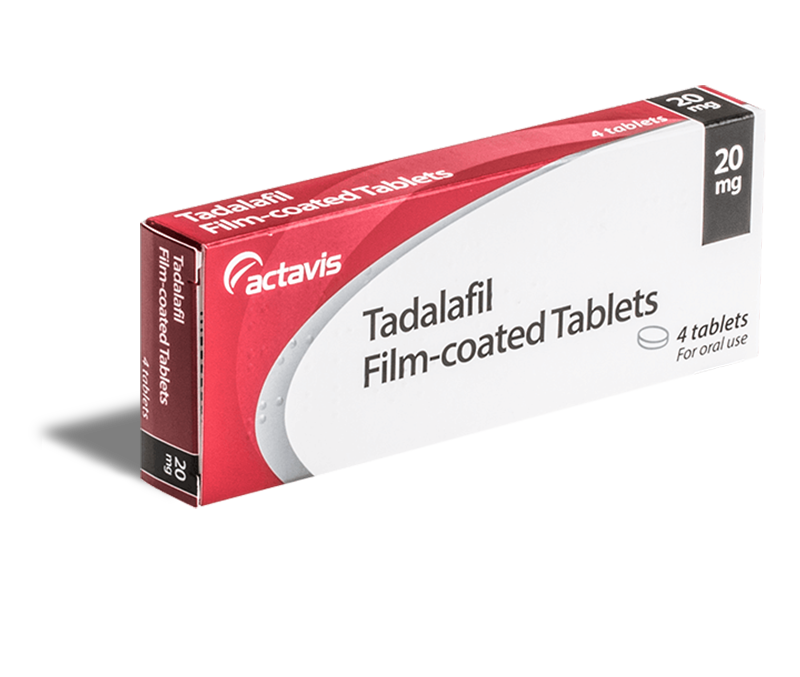 Tadalafil
Film-coated Tablets
4 tablets
20
mg
Tadalafil
Film-coated Tablets
4 tablets
20
mg
actavis
Tadalafil
Film-coated Tablets
20
mg
4 tablets
For oral use